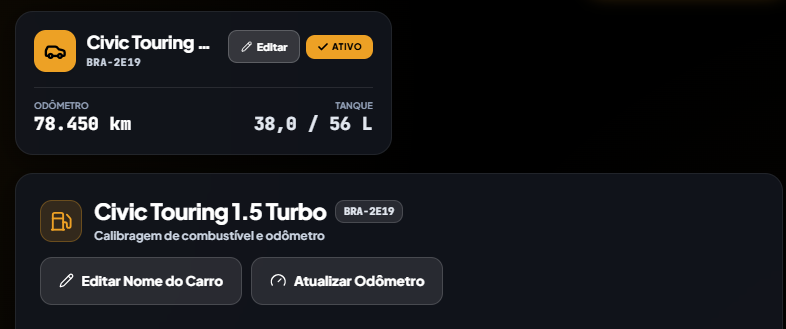 Civic Touring ...
Editar
ATIVO
BRA-2E19
ODÔMETRO
TANQUE
78.450 km
38,0 / 56 L
Civic Touring 1.5 Turbo
BRA-2E19
Calibragem de combustível e odômetro
Editar Nome do Carro
Atualizar Odômetro